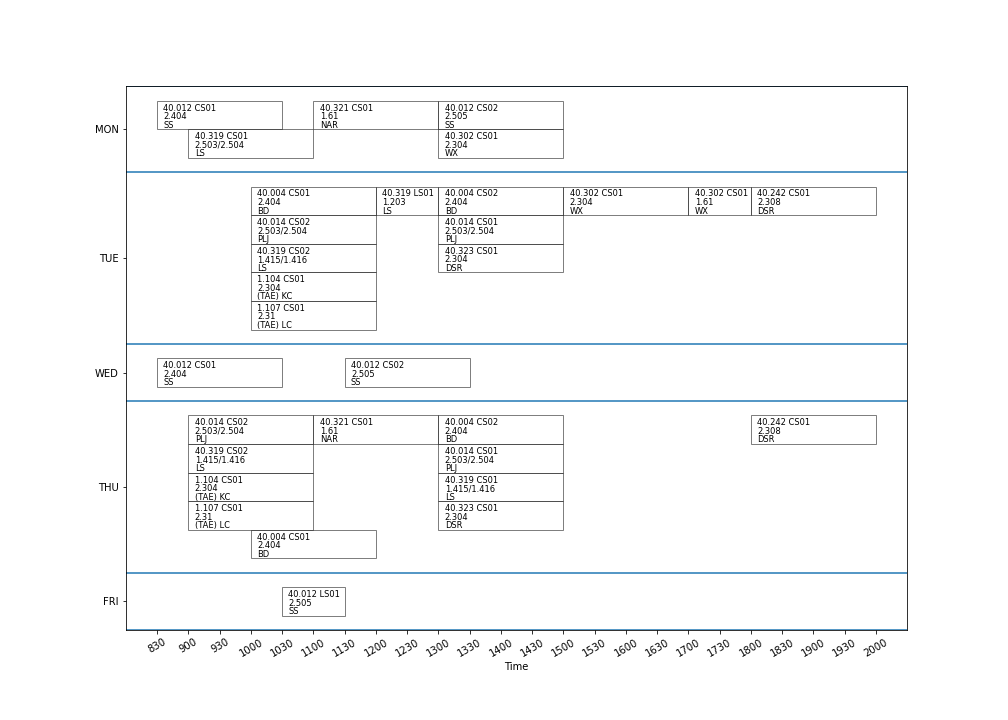 MON
40.012 CS01
2.404
SS
40.321 CS01
1.61
NAR
40.012 CS02
2.505
SS
40.319 CS01
2.503/2.504
LS
40.302 CS01
2.304
WX
TUE
40.004 CS01
2.404
BD
40.319 LS01
1.203
LS
40.004 CS02
2.404
BD
40.302 CS01
2.304
WX
40.302 CS01
1.61
WX
40.242 CS01
2.308
DSR
40.014 CS02
2.503/2.504
PLJ
40.014 CS01
2.503/2.504
PLJ
40.319 CS02
1.415/1.416
LS
40.323 CS01
2.304
DSR
1.104 CS01
2.304
(TAE) KC
1.107 CS01
2.31
(TAE) LC
WED
40.012 CS01
2.404
SS
40.012 CS02
2.505
SS
THU
40.014 CS02
2.503/2.504
PLJ
40.321 CS01
1.61
NAR
40.004 CS02
2.404
BD
40.242 CS01
2.308
DSR
40.319 CS02
1.415/1.416
LS
40.014 CS01
2.503/2.504
PLJ
1.104 CS01
2.304
(TAE) KC
40.319 CS01
1.415/1.416
LS
1.107 CS01
2.31
(TAE) LC
40.323 CS01
2.304
DSR
40.004 CS01
2.404
BD
FRI
40.012 LS01
2.505
SS
830 900 930 1000 1030 1100 1130 1200 1230 1300 1330 1400 1430 1500 1530 1600 1630 1700 1730 1800 1830 1900 1930 2000
Time